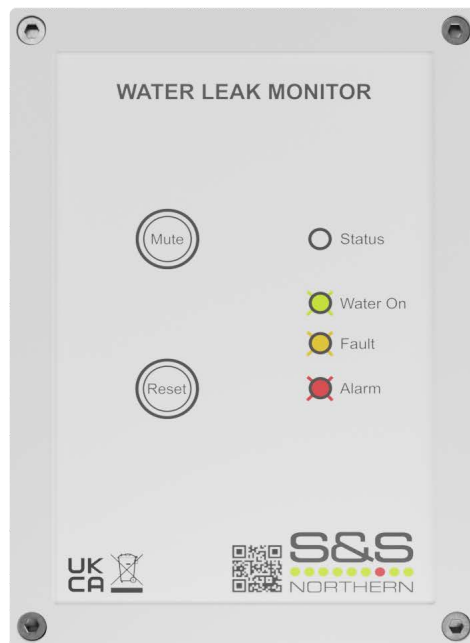 WATER LEAK MONITOR
Mute
Status
Water On
Fault
Reset
Alarm
UK
CA
S&S
NORTHERN